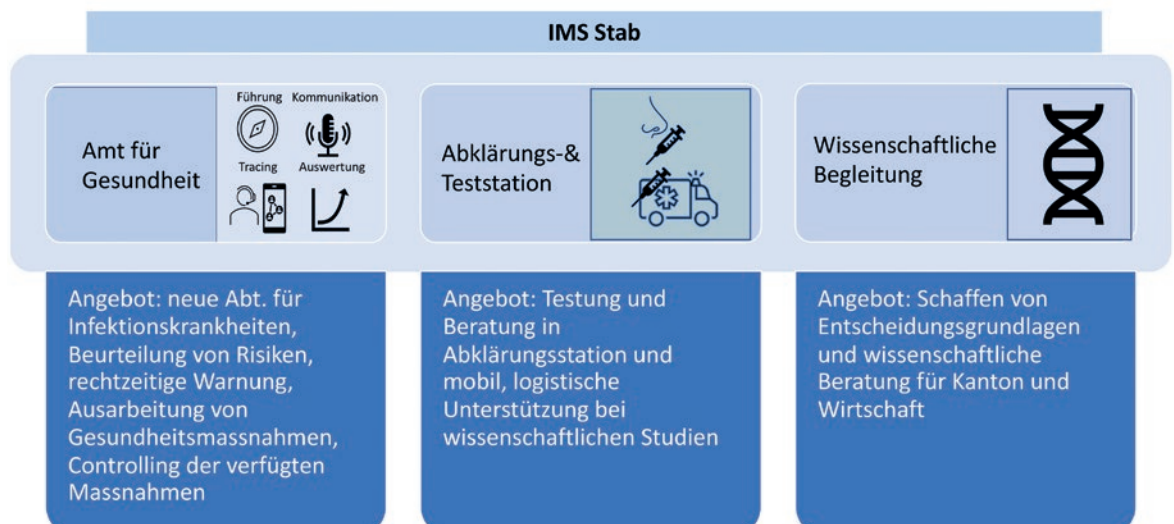 IMS Stab
Amt für
Gesundheit
Führung Kommunikation
Tracing Auswertung
Abklärungs-&
Teststation
Wissenschaftliche
Begleitung
Angebot: neue Abt. für
Infektionskrankheiten,
Beurteilung von Risiken,
rechtzeitige Warnung,
Ausarbeitung von
Gesundheitsmassnahmen,
Controlling der verfügten
Massnahmen
Angebot: Testung und
Beratung in
Abklärungsstation und
mobil, logistische
Unterstützung bei
wissenschaftlichen Studien
Angebot: Schaffen von
Entscheidungsgrundlagen
und wissenschaftliche
Beratung für Kanton und
Wirtschaft